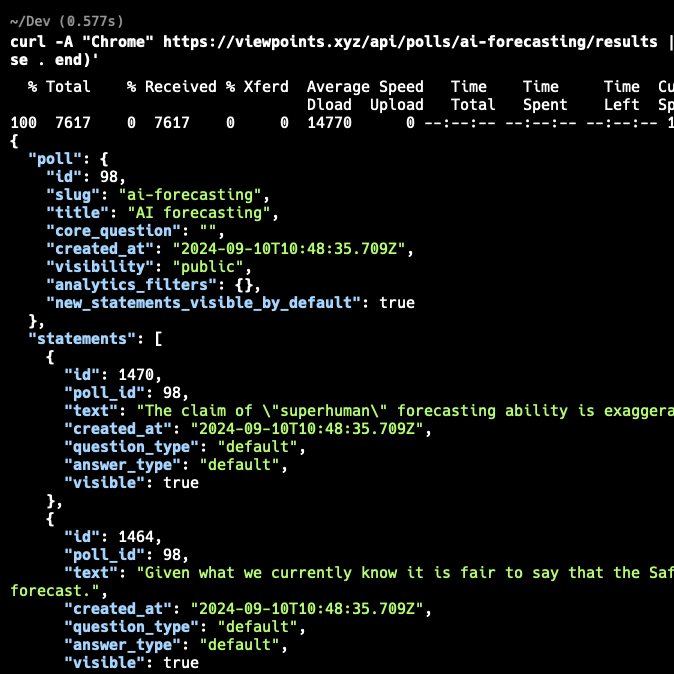 ~/Dev (0.577s)
curl -A "Chrome" https://viewpoints.xyz/api/polls/ai-forecasting/results |
se . end)'
% Total % Received % Xferd Average Speed Time Time Time
Dload Upload Total Spent Left
100 7617 0 7617 0 0 14770 0 --:--:-- --:--:-- --:--:--
{
"poll": {
"id": 98,
"slug": "ai-forecasting",
"title": "AI forecasting",
"core_question": "",
"created_at": "2024-09-10T10:48:35.709Z",
"visibility": "public",
"analytics_filters": {},
"new_statements_visible_by_default": true
},
"statements": [
{
"id": 1470,
"poll_id": 98,
"text": "The claim of \"superhuman\" forecasting ability is
"created_at": "2024-09-10T10:48:35.709Z",
"question_type": "default",
"answer_type": "default",
"visible": true
},
{
"id": 1464,
"poll_id": 98,
"text": "Given what we currently know it is fair to say that the
forecast.",
"created_at": "2024-09-10T10:48:35.709Z",
"question_type": "default",
"answer_type": "default",
"visible": true